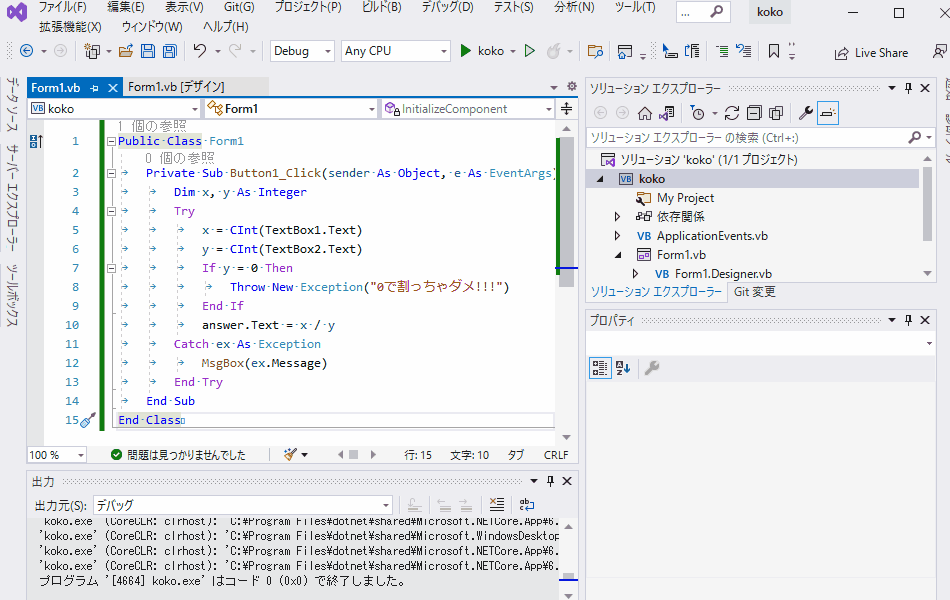 ファイル(F) 編集(E) 表示(V) Git(G) プロジェクト(P) ビルド(B) デバッグ(D) テスト(S) 分析(N) ツール(T) ... koko
拡張機能(X) ウィンドウ(W) ヘルプ(H)
Debug Any CPU koko Live Share
データ ソース サーバー エクスプローラー ツールボックス
Form1.vb Form1.vb [デザイン]
VB koko Form1 InitializeComponent
1 個の参照
1 Public Class Form1
0 個の参照
2 Private Sub Button1_Click(sender As Object, e As EventArgs)
3 Dim x, y As Integer
4 Try
5 x = CInt(TextBox1.Text)
6 y = CInt(TextBox2.Text)
7 If y = 0 Then
8 Throw New Exception("0で割っちゃダメ!!!")
9 End If
10 answer.Text = x / y
11 Catch ex As Exception
12 MsgBox(ex.Message)
13 End Try
14 End Sub
15 End Class
100 % 問題は見つかりませんでした 行: 15 文字: 10 タブ CRLF
出力
出力元(S): デバッグ
'koko.exe' (CoreCLR: clrhost): 'C:¥Program Files¥dotnet¥shared¥Microsoft.NETCore.App¥6.
'koko.exe' (CoreCLR: clrhost): 'C:¥Program Files¥dotnet¥shared¥Microsoft.WindowsDesktop
'koko.exe' (CoreCLR: clrhost): 'C:¥Program Files¥dotnet¥shared¥Microsoft.NETCore.App¥6.
'koko.exe' (CoreCLR: clrhost): 'C:¥Program Files¥dotnet¥shared¥Microsoft.NETCore.App¥6.
プログラム '[4664] koko.exe' はコード 0 (0x0) で終了しました。
ソリューション エクスプローラー
ソリューション エクスプローラー の検索 (Ctrl+:)
ソリューション 'koko' (1/1 プロジェクト)
VB koko
My Project
依存関係
VB ApplicationEvents.vb
Form1.vb
VB Form1.Designer.vb
ソリューション エクスプローラー Git 変更
プロパティ